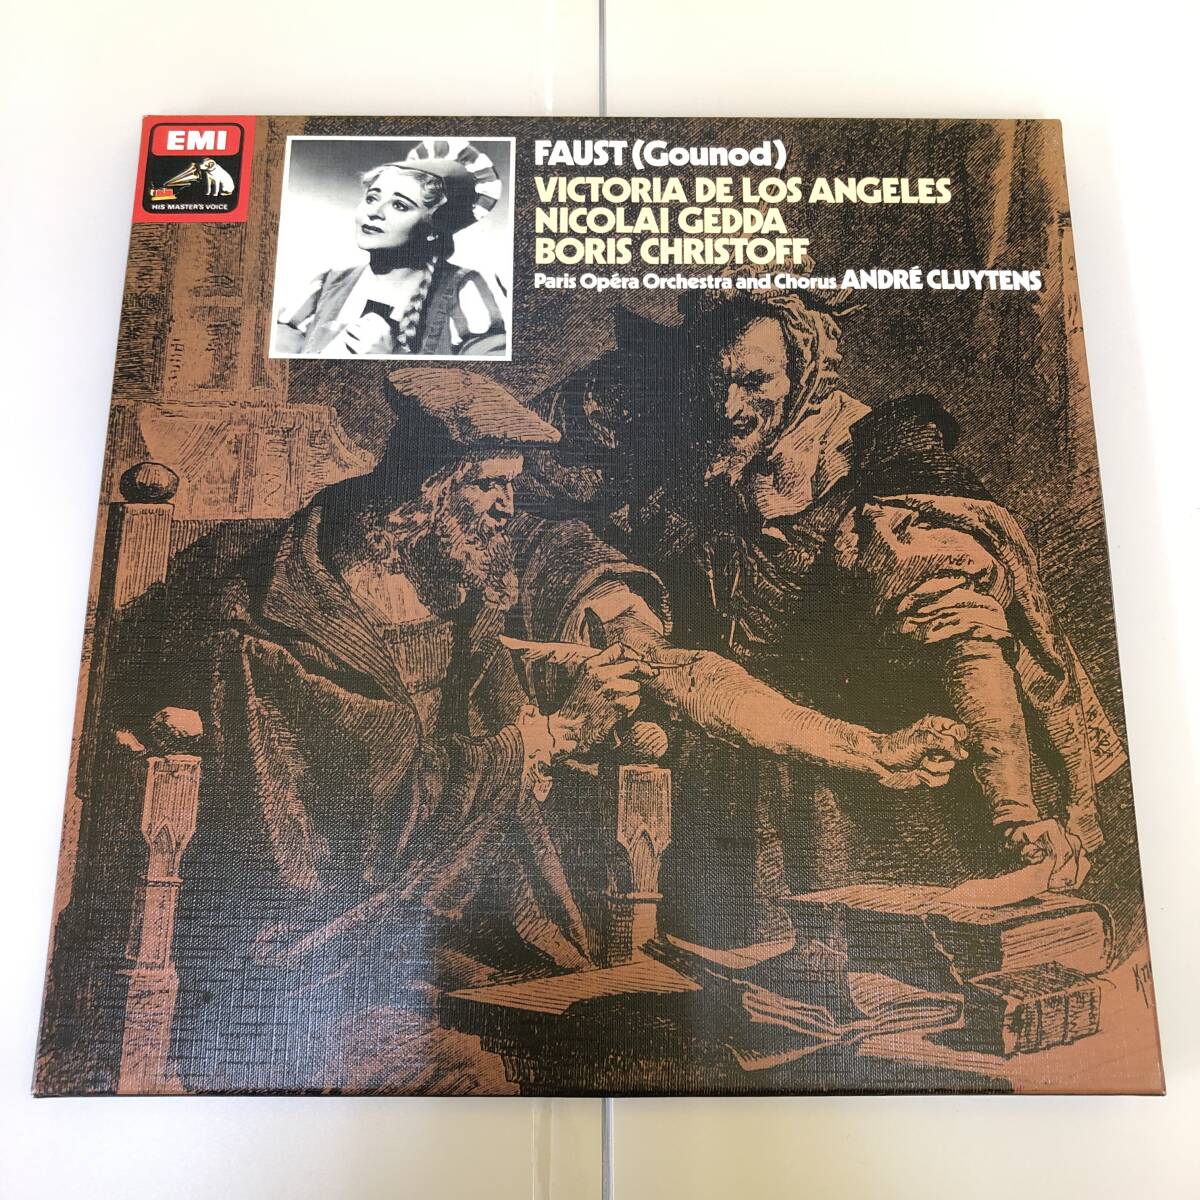 EMI
HIS MASTER'S VOICE
FAUST (Gounod)
VICTORIA DE LOS ANGELES
NICOLAI GEDDA
BORIS CHRISTOFF
Paris Opéra Orchestra and Chorus ANDRÉ CLUYTENS